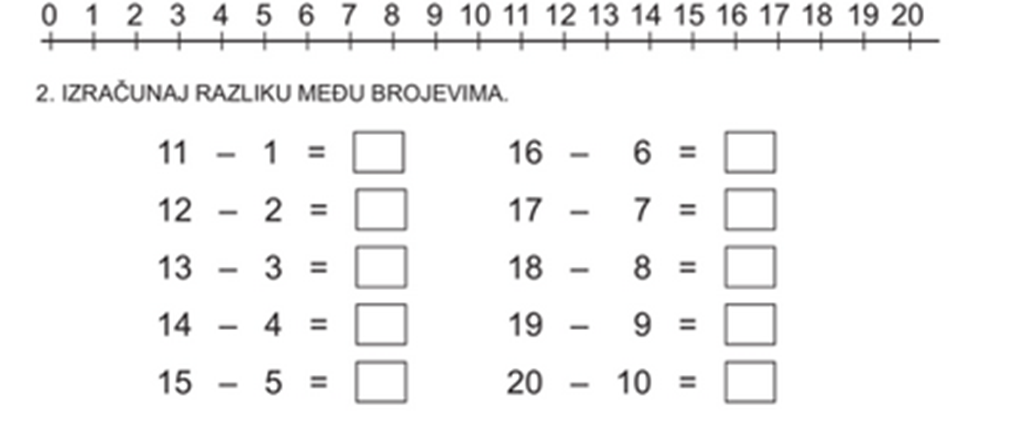 0 1 2 3 4 5 6 7 8 9 10 11 12 13 14 15 16 17 18 19 20
2. IZRAČUNAJ RAZLIKU MEĐU BROJEVIMA.
11 – 1 = 16 – 6 =
12 – 2 = 17 – 7 =
13 – 3 = 18 – 8 =
14 – 4 = 19 – 9 =
15 – 5 = 20 – 10 =